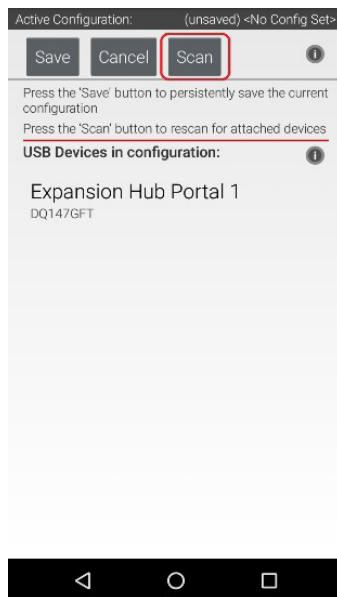 Active Configuration: (unsaved) <No Config Set>
Save Cancel Scan
Press the 'Save' button to persistently save the current
configuration
Press the 'Scan' button to rescan for attached devices
USB Devices in configuration:
Expansion Hub Portal 1
DQ147GFT